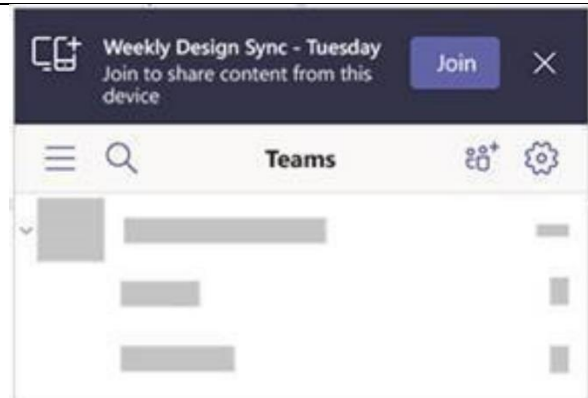 Weekly Design Sync - Tuesday
Join to share content from this
device
Join
Teams